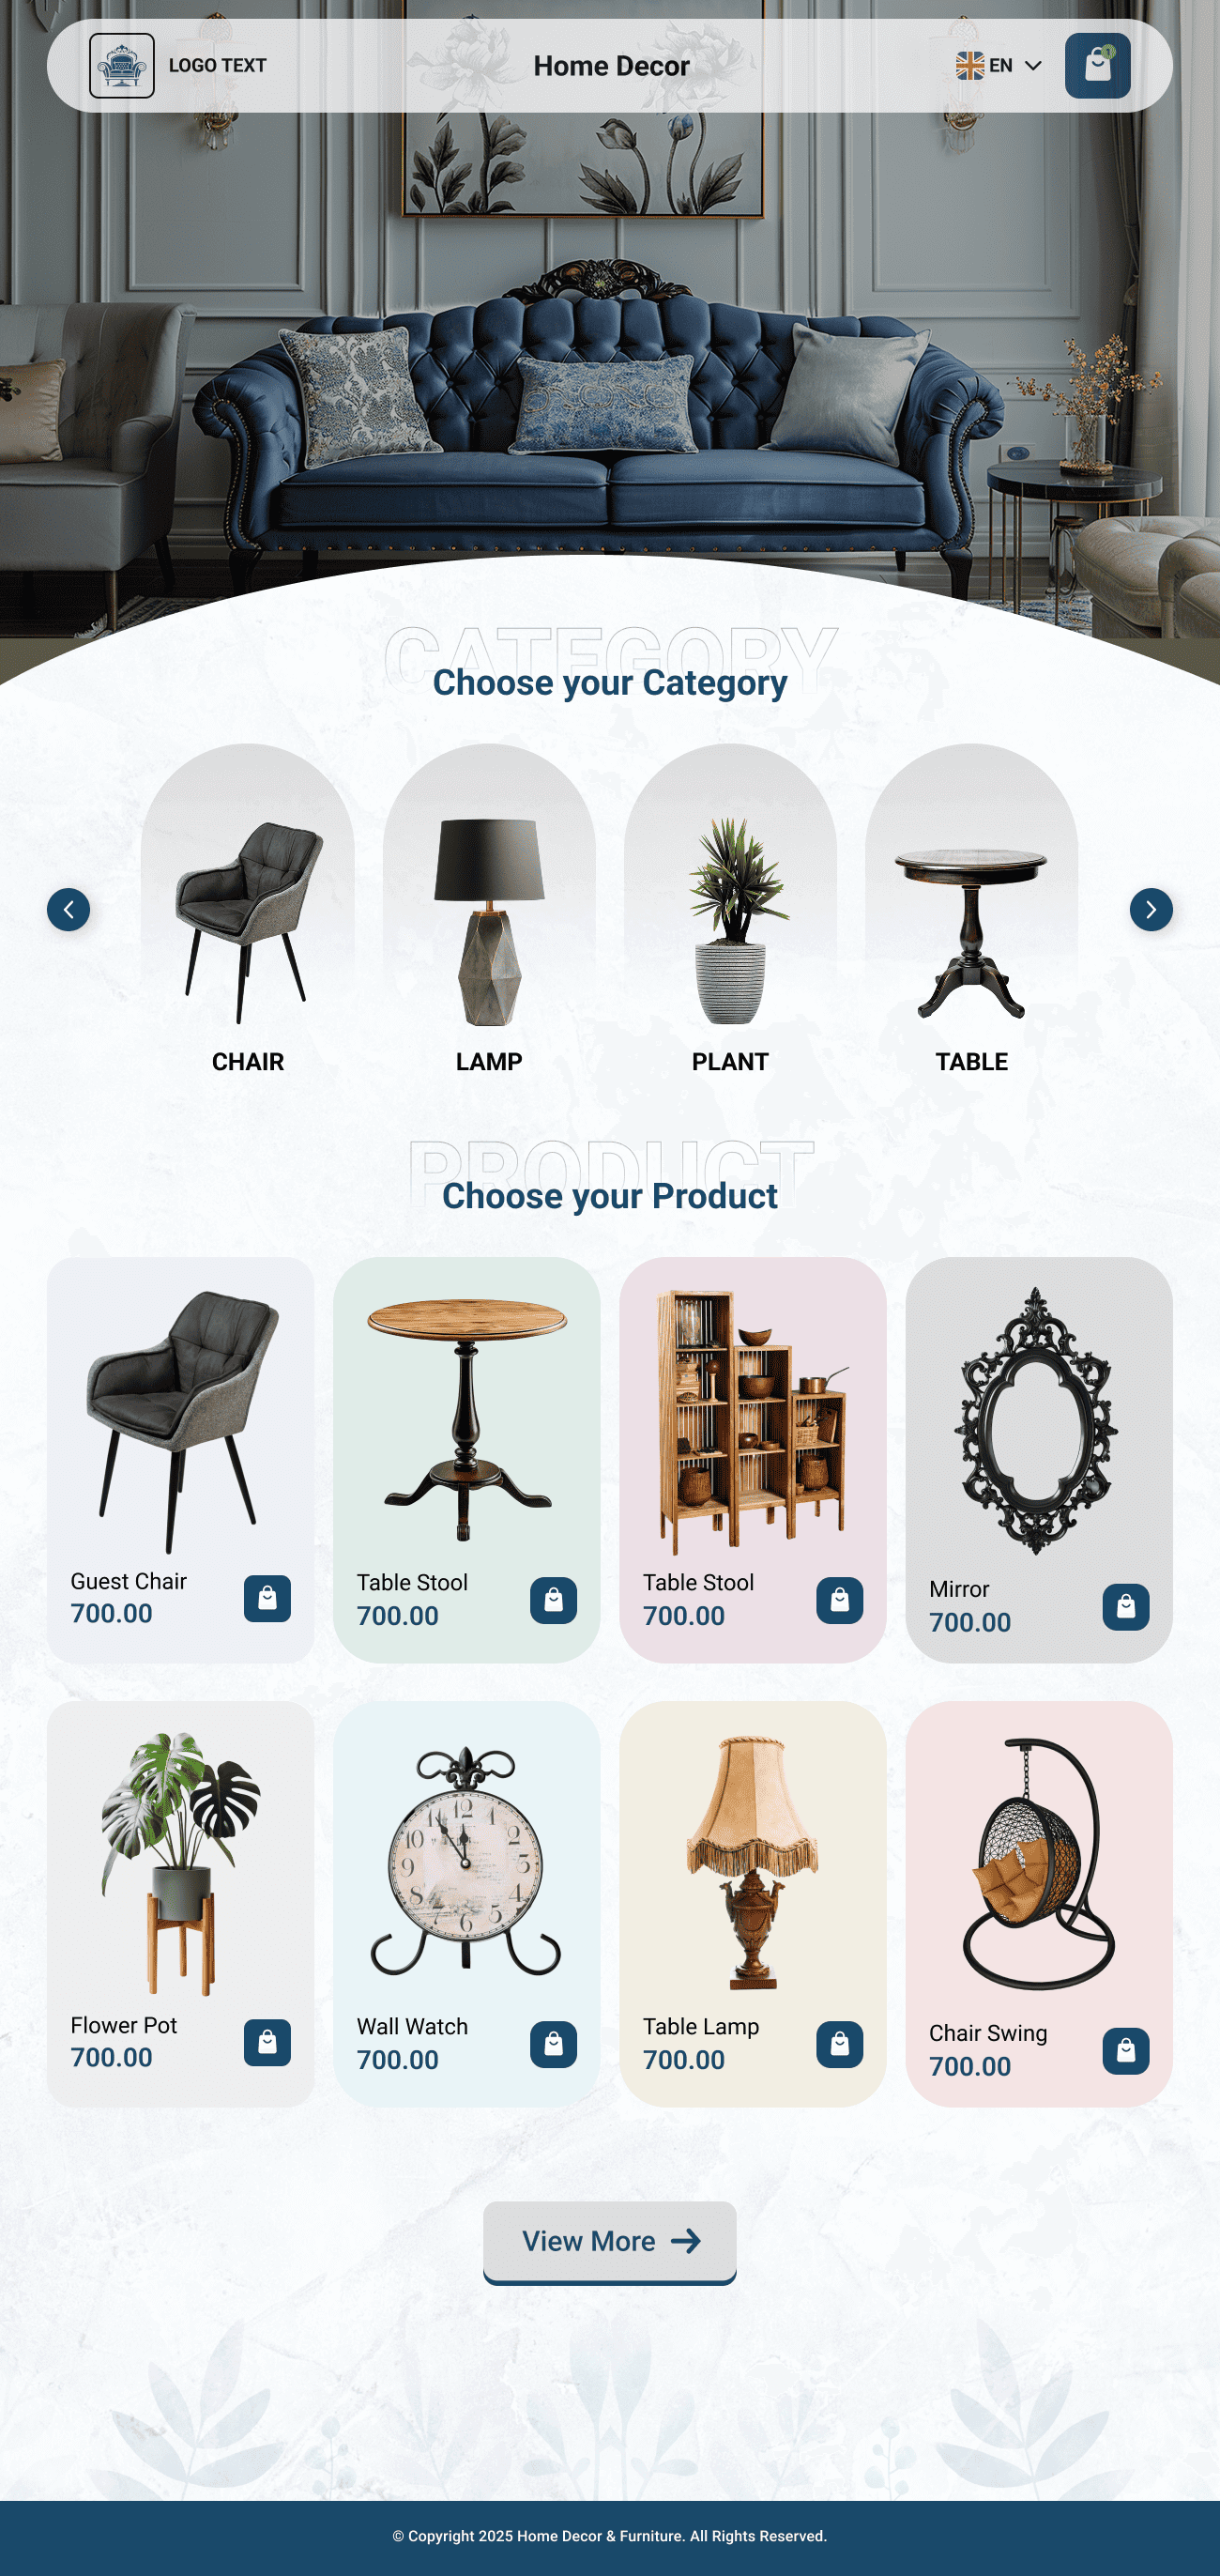 LOGO TEXT
Home Decor
EN
1
CATEGORY
Choose your Category
CHAIR
LAMP
PLANT
TABLE
PRODUCT
Choose your Product
Guest Chair
700.00
Table Stool
700.00
Table Stool
700.00
Mirror
700.00
Flower Pot
700.00
Wall Watch
700.00
Table Lamp
700.00
Chair Swing
700.00
View More
© Copyright 2025 Home Decor & Furniture. All Rights Reserved.